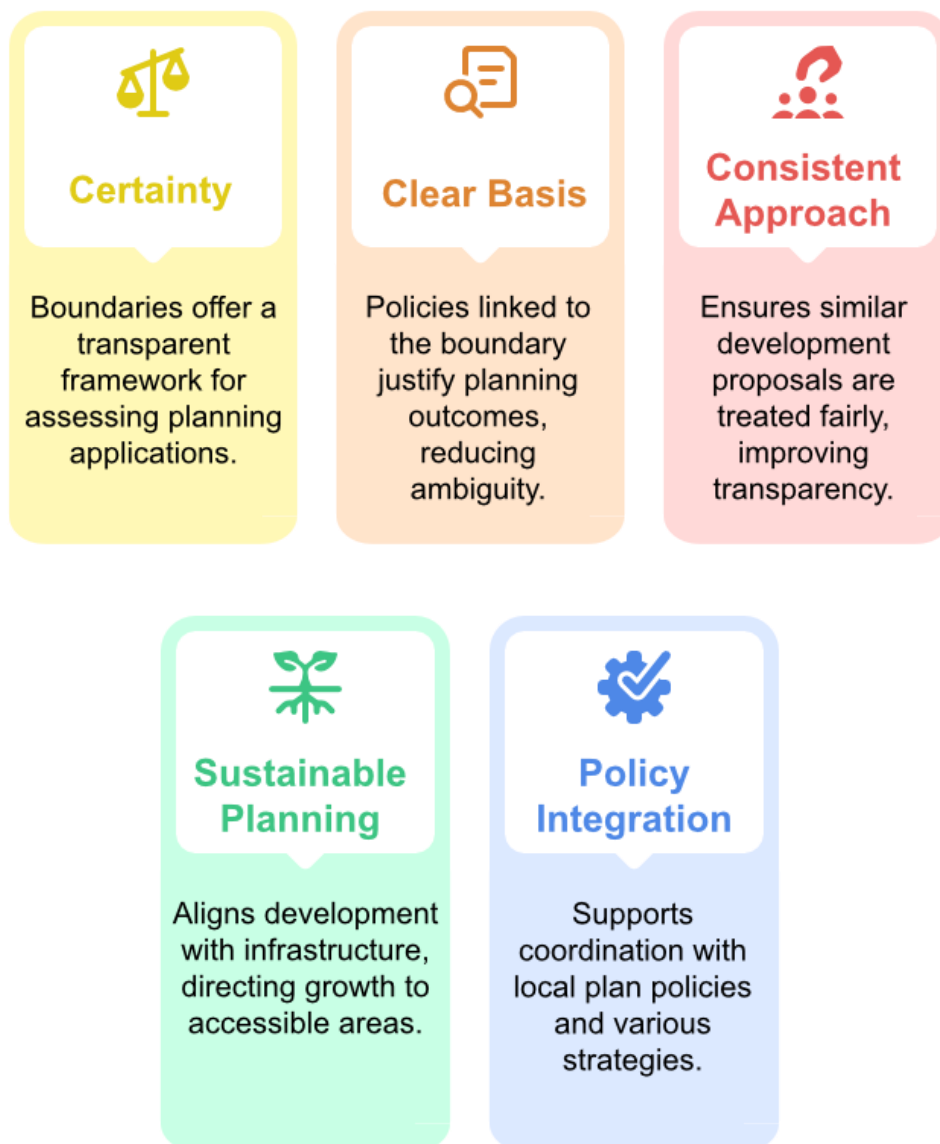 Certainty
Boundaries offer a
transparent
framework for
assessing planning
applications.
Clear Basis
Policies linked to
the boundary
justify planning
outcomes,
reducing
ambiguity.
Consistent
Approach
Ensures similar
development
proposals are
treated fairly,
improving
transparency.
Sustainable
Planning
Aligns development
with infrastructure,
directing growth to
accessible areas.
Policy
Integration
Supports
coordination with
local plan policies
and various
strategies.